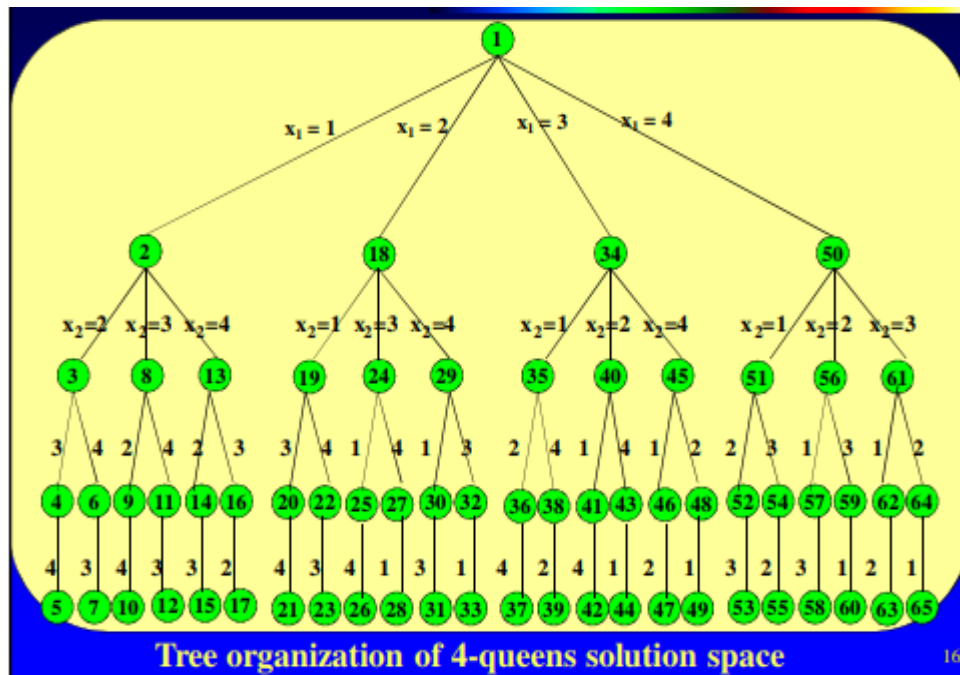 1
x₁ = 1 x₁ = 2 x₁ = 3 x₁ = 4
2 18 34 50
x₂=2 x₂=3 x₂=4 x₂=1 x₂=3 x₂=4 x₂=1 x₂=2 x₂=4 x₂=1 x₂=2 x₂=3
3 8 13 19 24 29 35 40 45 51 56 61
3 4 2 4 2 3 3 4 1 4 1 3 2 4 1 4 1 2 2 3 1 3 1 2
4 6 9 11 14 16 20 22 25 27 30 32 36 38 41 43 46 48 52 54 57 59 62 64
4 3 4 3 3 2 4 3 4 1 3 1 4 2 4 1 2 1 3 2 3 1 2 1
5 7 10 12 15 17 21 23 26 28 31 33 37 39 42 44 47 49 53 55 58 60 63 65
Tree organization of 4-queens solution space
16